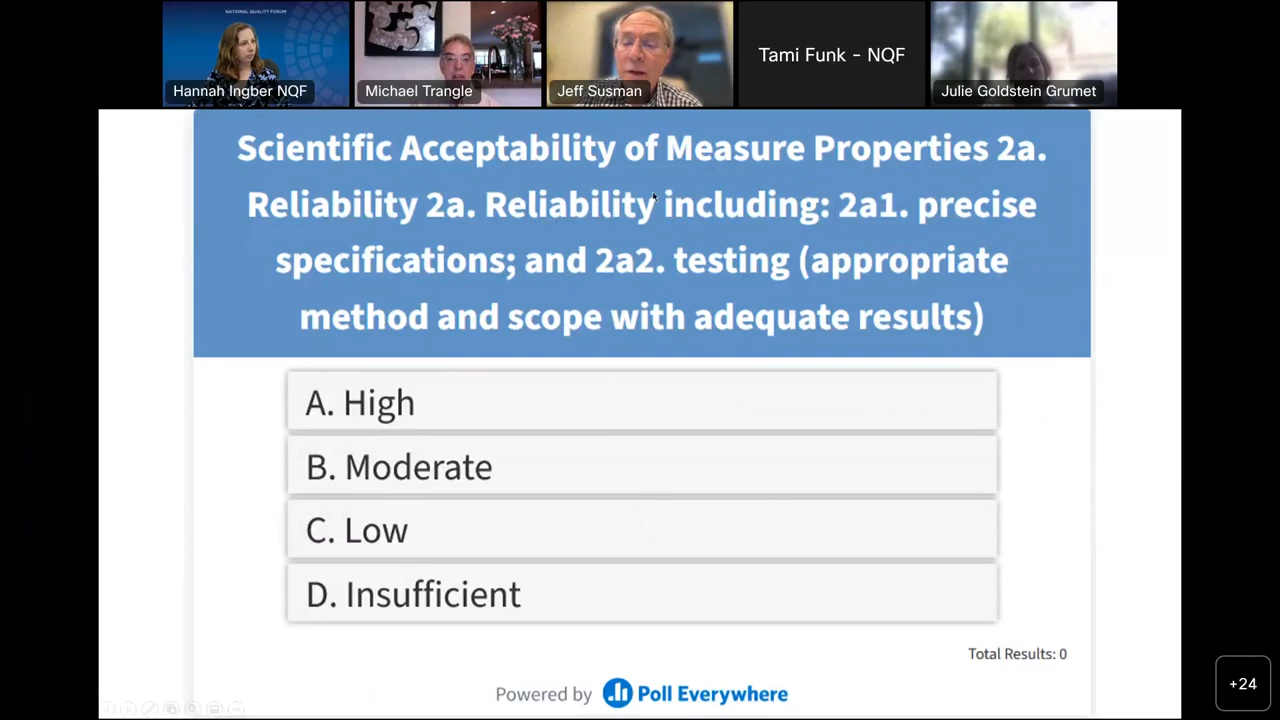 NATIONAL QUALITY FORUM
Hannah Ingber NQF
Michael Trangle
Jeff Susman
Tami Funk - NQF
Julie Goldstein Grumet
Scientific Acceptability of Measure Properties 2a.
Reliability 2a. Reliability including: 2a1. precise
specifications; and 2a2. testing (appropriate
method and scope with adequate results)
A. High
B. Moderate
C. Low
D. Insufficient
Total Results: 0
Powered by Poll Everywhere
+24